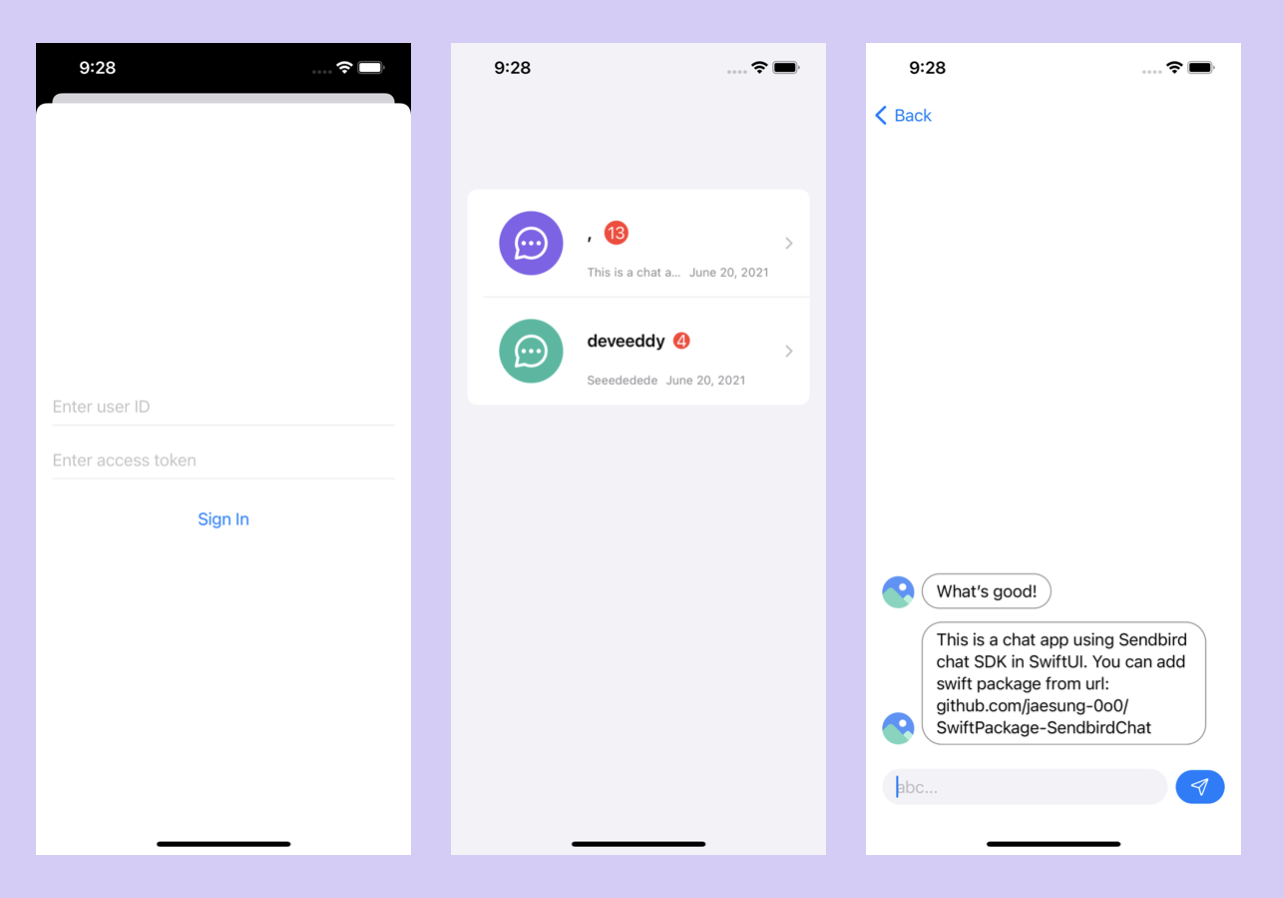 9:28
Enter user ID
Enter access token
Sign In
9:28
, 13
This is a chat a... June 20, 2021
deveeddy 4
Seeededede June 20, 2021
9:28
Back
What's good!
This is a chat app using Sendbird
chat SDK in SwiftUI. You can add
swift package from url:
github.com/jaesung-0o0/
SwiftPackage-SendbirdChat
abc...